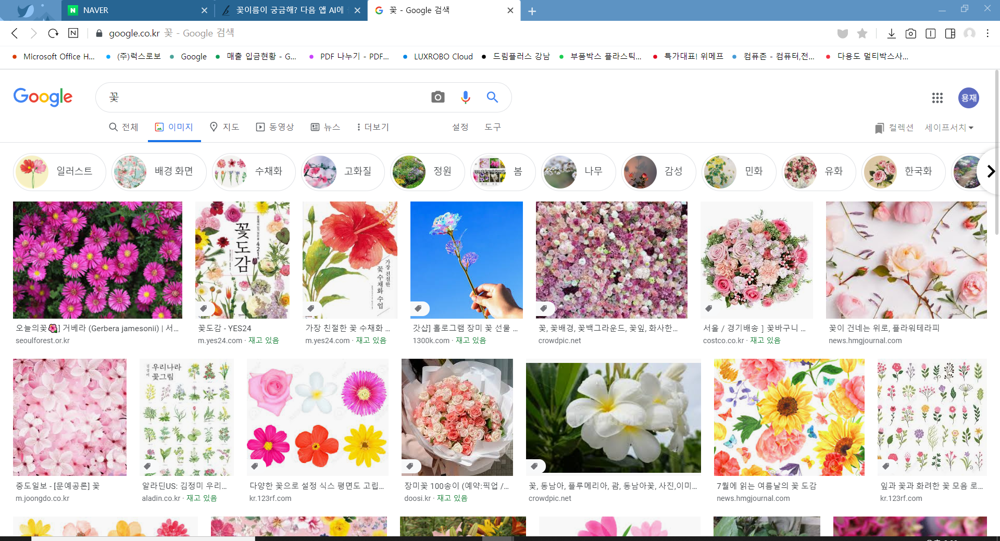 NAVER
꽃이름이 궁금해? 다음 앱 AI에
꽃 - Google 검색
google.co.kr 꽃 - Google 검색
Microsoft Office H...
(주)럭스로보
Google
매출 입금현황 - G...
PDF 나누기 - PDF...
LUXROBO Cloud
드림플러스 강남
부품박스 플라스틱...
특가대표! 위메프
컴퓨존 - 컴퓨터,전...
다용도 멀티박스사...
Google
꽃
용재
전체
이미지
지도
동영상
뉴스
더보기
설정
도구
컬렉션
세이프서치
일러스트
배경 화면
수채화
고화질
정원
봄
나무
감성
민화
유화
한국화
꽃도감
421
가장 친절한
꽃 수채화 수업
오늘의꽃🌺] 거베라 (Gerbera jamesonii) | 서...
seoulforest.or.kr
꽃도감 - YES24
m.yes24.com · 재고 있음
가장 친절한 꽃 수채화 ...
m.yes24.com · 재고 있음
갓샵] 홀로그램 장미 꽃 선물 ...
1300k.com · 재고 있음
꽃, 꽃배경, 꽃백그라운드, 꽃잎, 화사한...
crowdpic.net
서울 / 경기배송 ] 꽃바구니 ...
costco.co.kr · 재고 있음
꽃이 건네는 위로, 플라워테라피
news.hmgjournal.com
김정미
우리나라
꽃그림
중도일보 - [문예공론] 꽃
m.joongdo.co.kr
알라딘US: 김정미 우리...
aladin.co.kr · 재고 있음
다양한 꽃으로 설정 식스 평면도 고립...
kr.123rf.com
장미꽃 100송이 (예약:픽업 /...
doosi.kr · 재고 있음
꽃, 동남아, 플루메리아, 괌, 동남아꽃, 사진,이미...
crowdpic.net
7월에 읽는 여름날의 꽃 도감
news.hmgjournal.com
잎과 꽃과 화려한 꽃 모음 로...
kr.123rf.com